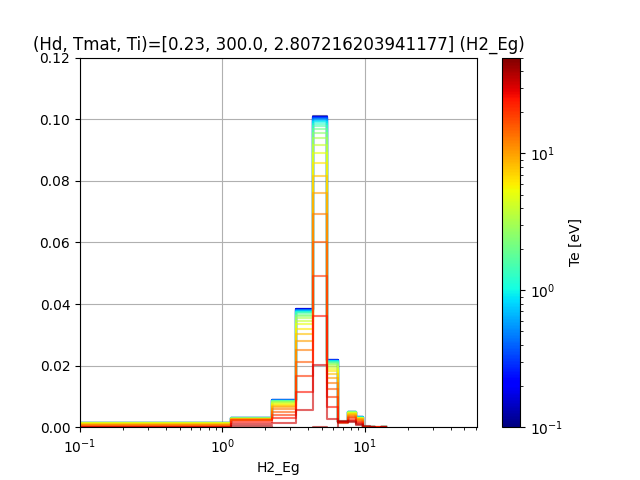 (Hd, Tmat, Ti)=[0.23, 300.0, 2.807216203941177] (H2_Eg)
0.12
0.10
0.08
0.06
0.04
0.02
0.00
10⁻¹ 10⁰ 10¹
H2_Eg
10¹
10⁰
10⁻¹
Te [eV]